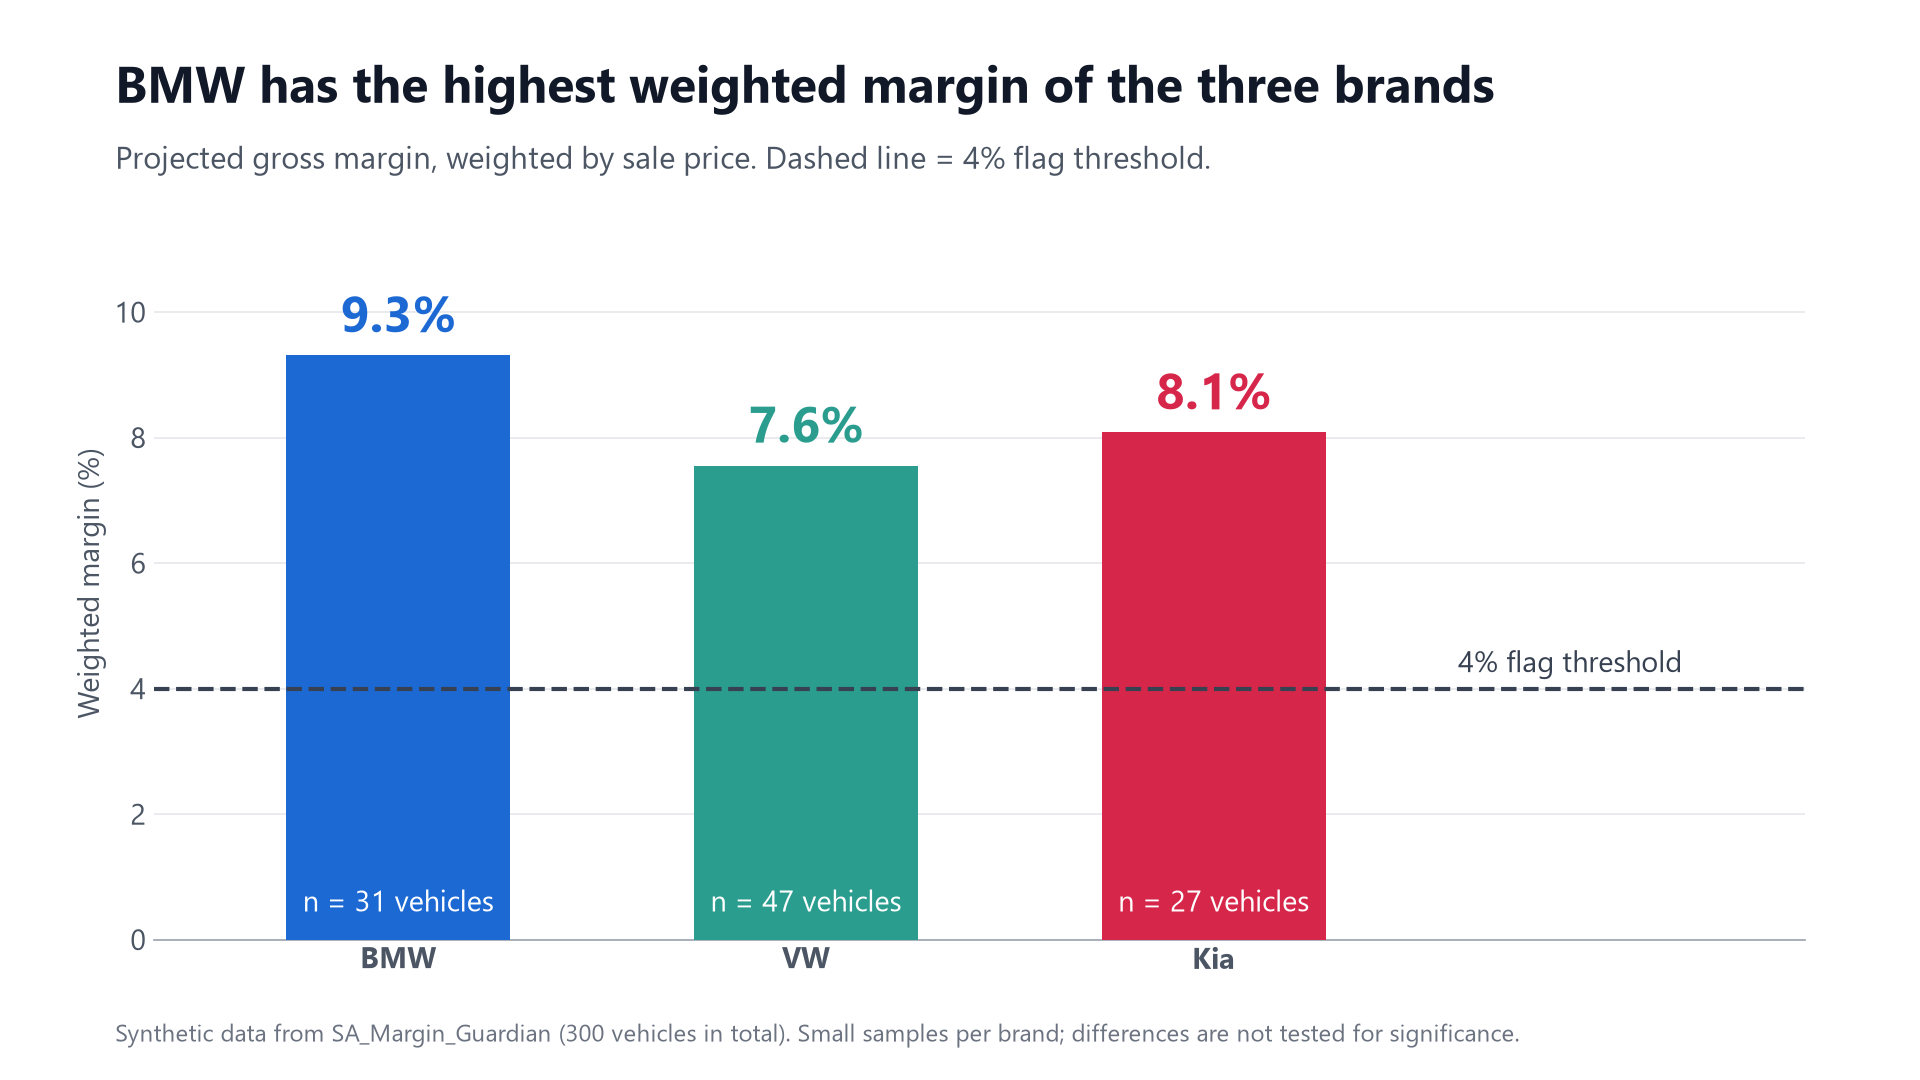 BMW has the highest weighted margin of the three brands
Projected gross margin, weighted by sale price. Dashed line = 4% flag threshold.
Weighted margin (%)
10
8
6
4
2
0
9.3%
7.6%
8.1%
4% flag threshold
n = 31 vehicles
n = 47 vehicles
n = 27 vehicles
BMW
VW
Kia
Synthetic data from SA_Margin_Guardian (300 vehicles in total). Small samples per brand; differences are not tested for significance.